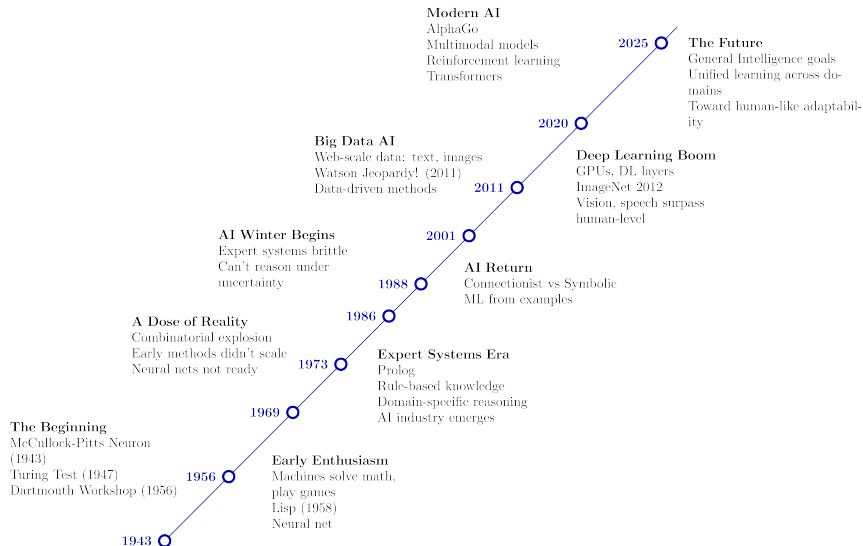 Modern AI
AlphaGo
Multimodal models
Reinforcement learning
Transformers
2025
The Future
General Intelligence goals
Unified learning across do-
mains
Toward human-like adaptabil-
ity
2020
Big Data AI
Web-scale data: text, images
Watson Jeopardy! (2011)
Data-driven methods
Deep Learning Boom
GPUs, DL layers
ImageNet 2012
Vision, speech surpass
human-level
2011
AI Winter Begins
Expert systems brittle
Can't reason under
uncertainty
2001
AI Return
Connectionist vs Symbolic
ML from examples
1988
A Dose of Reality
Combinatorial explosion
Early methods didn't scale
Neural nets not ready
1986
Expert Systems Era
Prolog
Rule-based knowledge
Domain-specific reasoning
AI industry emerges
1973
1969
The Beginning
McCullock-Pitts Neuron
(1943)
Turing Test (1947)
Dartmouth Workshop (1956)
Early Enthusiasm
Machines solve math,
play games
Lisp (1958)
Neural net
1956
1943